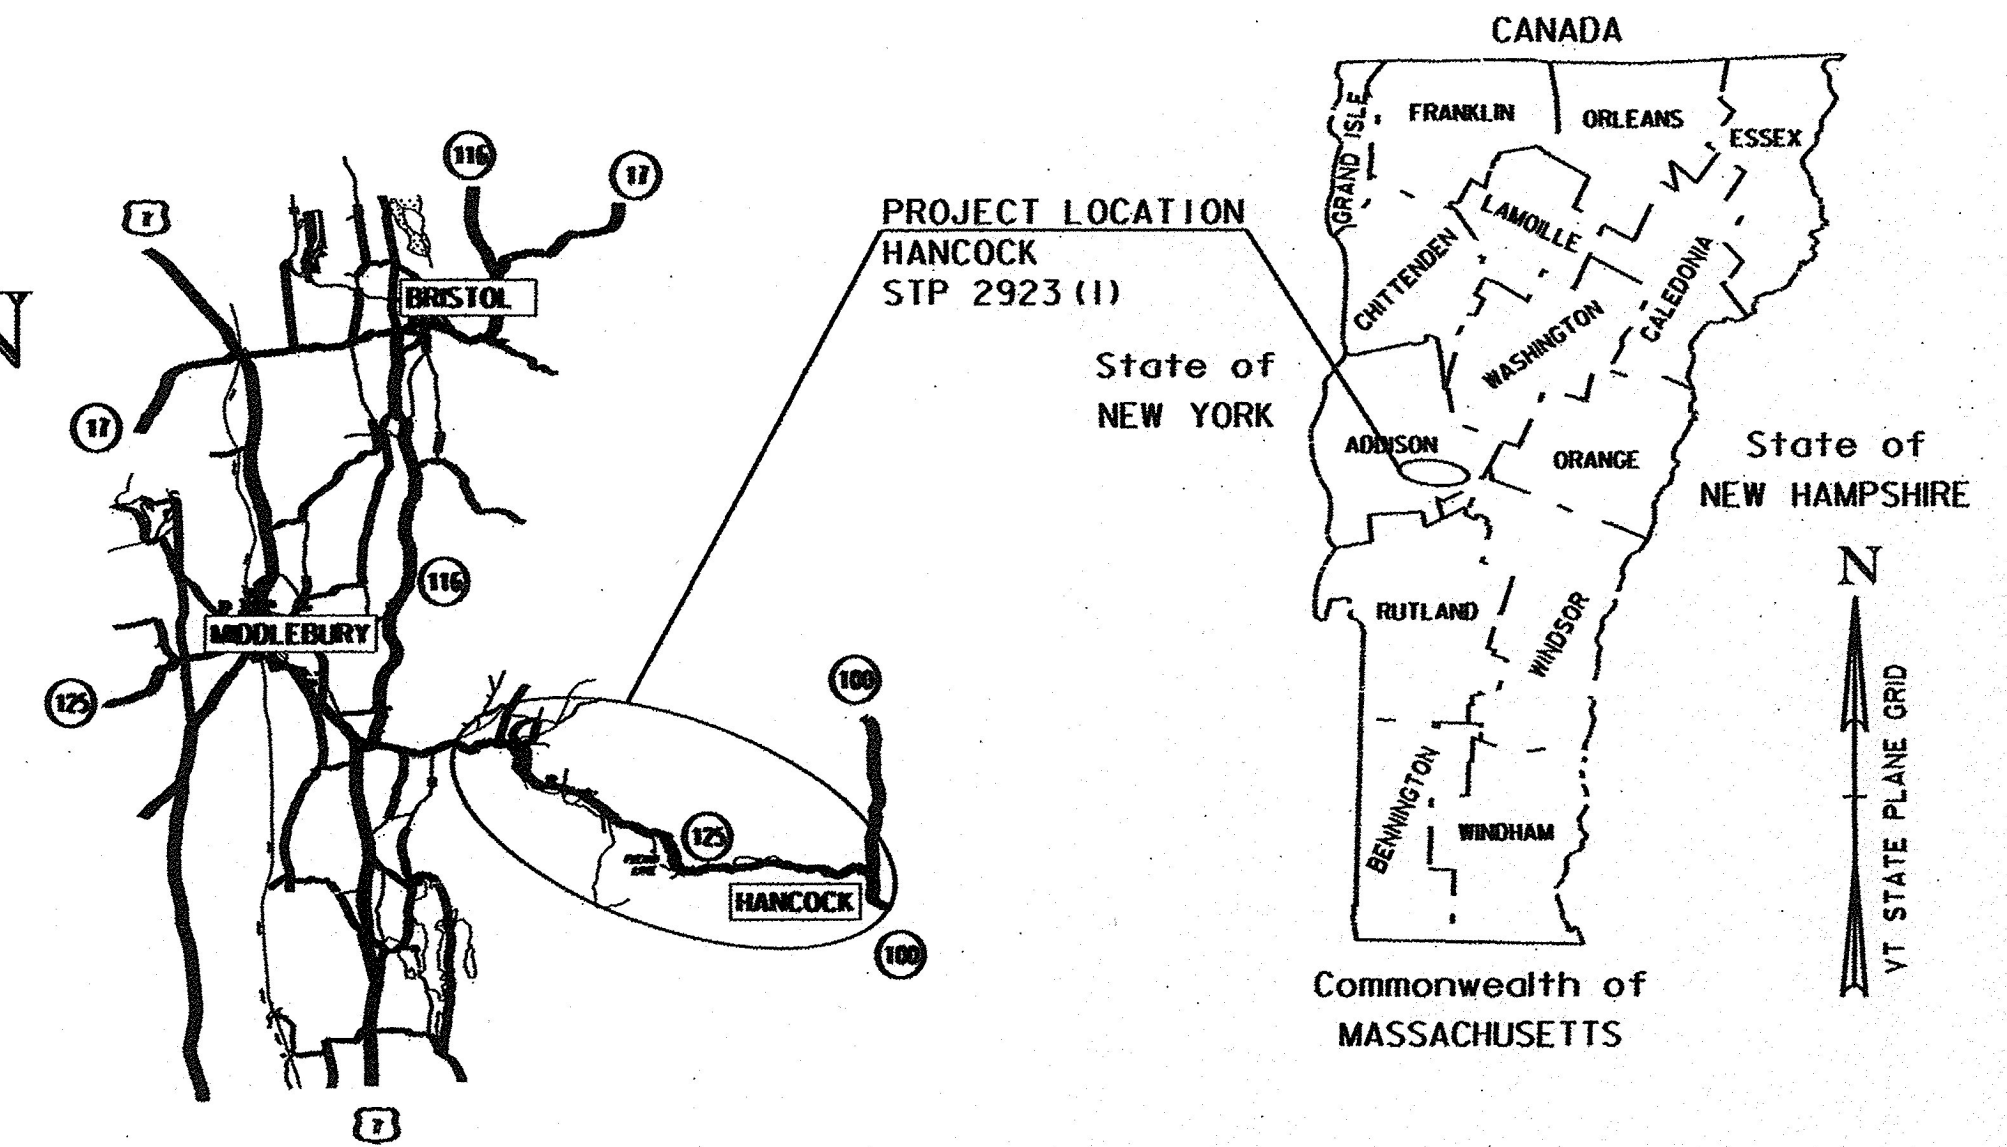 CANADA
GRAND ISLE
FRANKLIN
ORLEANS
ESSEX
LAMOILLE
CHITTENDEN
CALEDONIA
WASHINGTON
ADDISON
ORANGE
RUTLAND
WINDSOR
BENNINGTON
WINDHAM
State of
NEW YORK
State of
NEW HAMPSHIRE
Commonwealth of
MASSACHUSETTS
N
VT STATE PLANE GRID
PROJECT LOCATION
HANCOCK
STP 2923 (1)
116
17
7
BRISTOL
17
116
MIDDLEBURY
125
100
125
HANCOCK
100
7